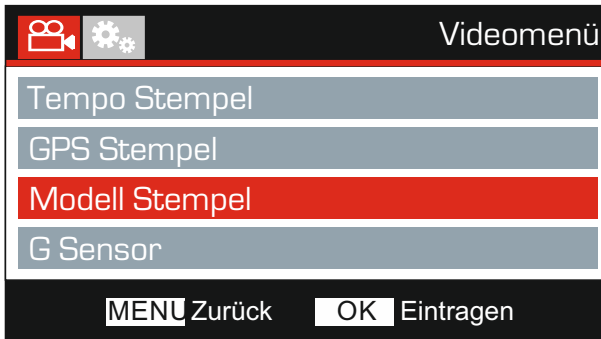 Videomenü
Tempo Stempel
GPS Stempel
Modell Stempel
G Sensor
MENU Zurück OK Eintragen